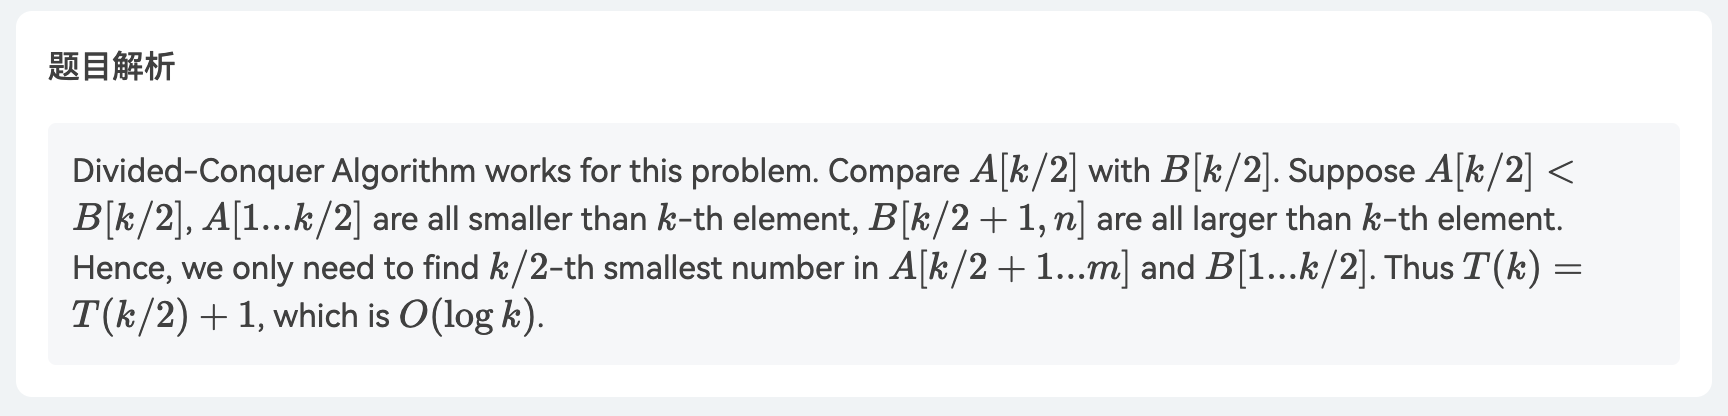 题目解析
Divided-Conquer Algorithm works for this problem. Compare A[k/2] with B[k/2]. Suppose A[k/2] <
B[k/2], A[1...k/2] are all smaller than k-th element, B[k/2 + 1, n] are all larger than k-th element.
Hence, we only need to find k/2-th smallest number in A[k/2 + 1...m] and B[1...k/2]. Thus T(k) =
T(k/2) + 1, which is O(log k).